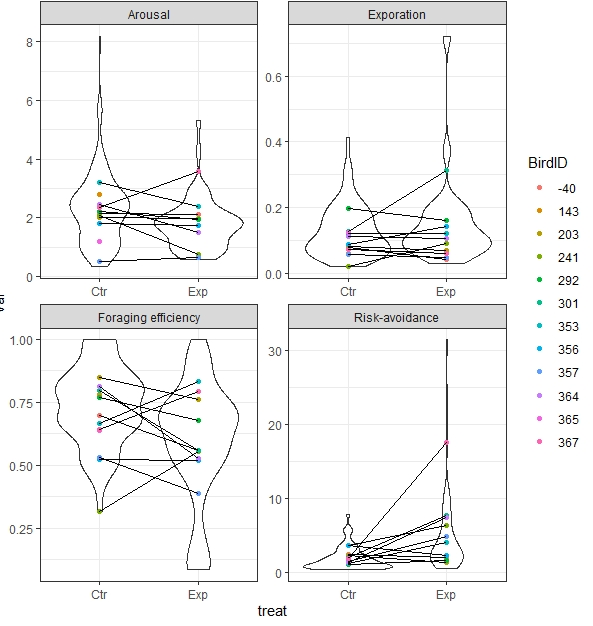 Arousal
Exporation
8
6
4
2
0
0.6
0.4
0.2
0.0
Ctr
Exp
Ctr
Exp
Foraging efficiency
Risk-avoidance
1.00
0.75
0.50
0.25
30
20
10
0
Ctr
Exp
Ctr
Exp
treat
BirdID
-40
143
203
241
292
301
353
356
357
364
365
367